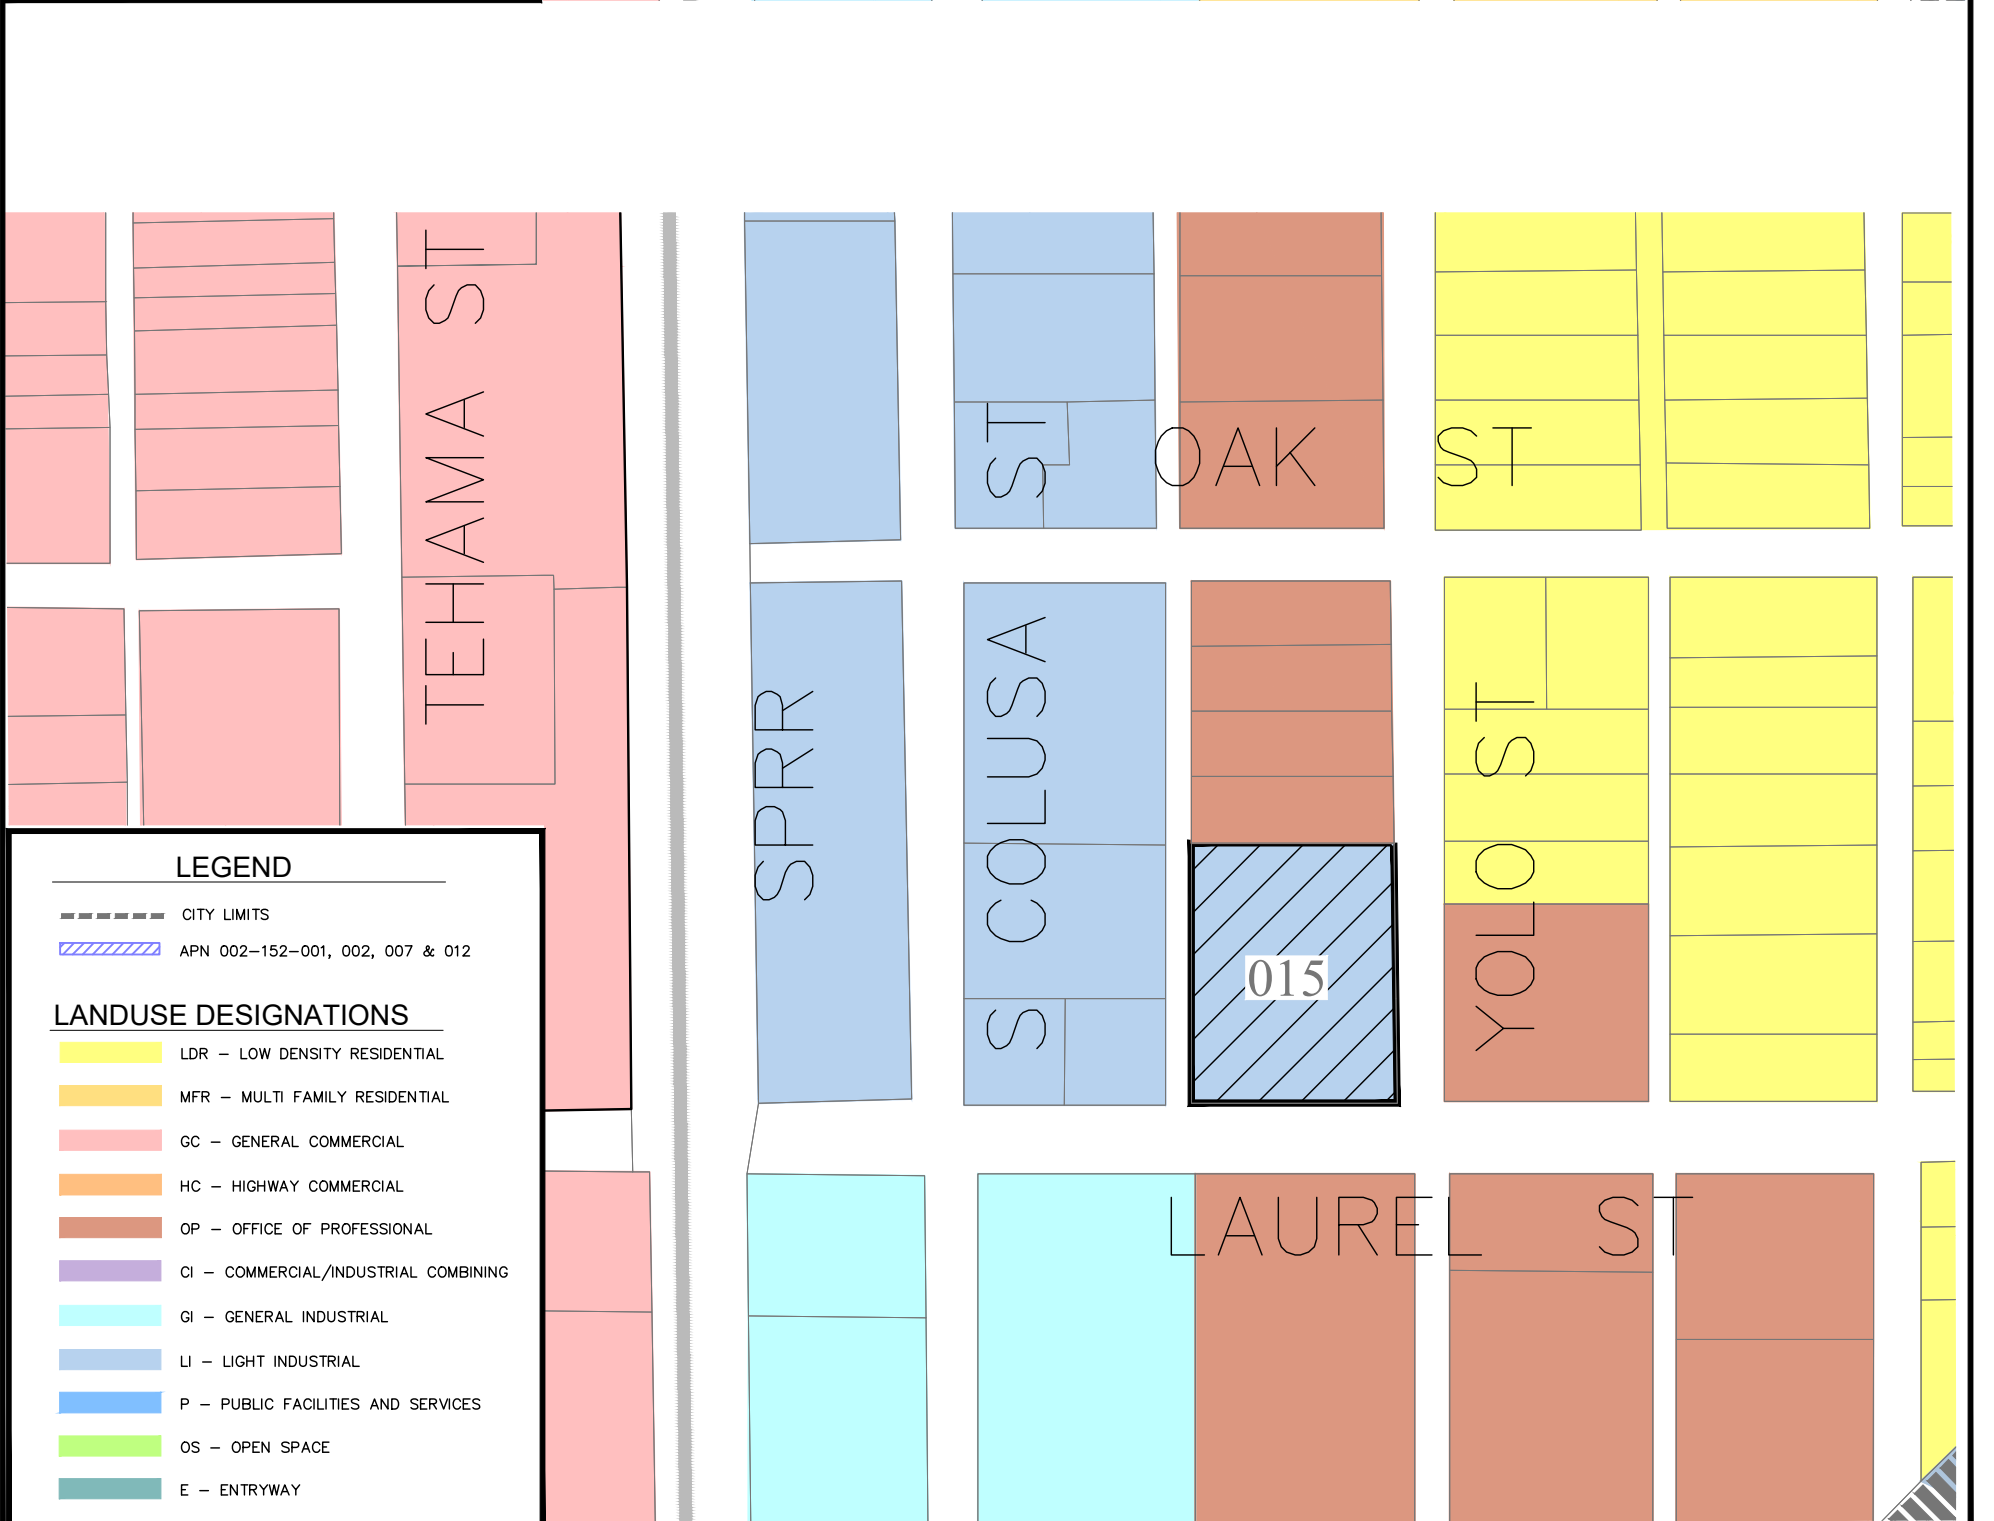 TEHAMA ST
SPRR
S COLUSA ST
OAK ST
YOLO ST
015
LAUREL ST
LEGEND
CITY LIMITS
APN 002-152-001, 002, 007 & 012
LANDUSE DESIGNATIONS
LDR - LOW DENSITY RESIDENTIAL
MFR - MULTI FAMILY RESIDENTIAL
GC - GENERAL COMMERCIAL
HC - HIGHWAY COMMERCIAL
OP - OFFICE OF PROFESSIONAL
CI - COMMERCIAL/INDUSTRIAL COMBINING
GI - GENERAL INDUSTRIAL
LI - LIGHT INDUSTRIAL
P - PUBLIC FACILITIES AND SERVICES
OS - OPEN SPACE
E - ENTRYWAY